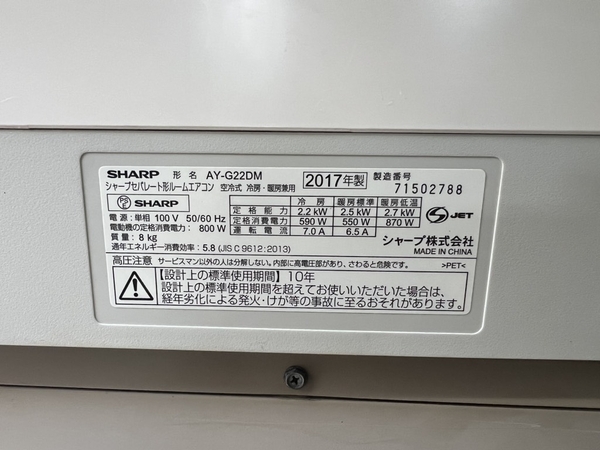 SHARP 形名 AY-G22DM 2017年製 製造番号 71502788
シャープセパレート形ルームエアコン 空冷式 冷房・暖房兼用
PS E SHARP
電源：単相 100 V 50/60 Hz
電動機の定格消費電力： 800 W
質量：8 kg
通年エネルギー消費効率：5.8 (JIS C 9612:2013)
冷房 暖房標準 暖房低温
定格能力 2.2 kW 2.5 kW 2.7 kW
定格消費電力 590 W 550 W 870 W
運転電流 7.0 A 6.5 A
S JET
シャープ株式会社
MADE IN CHINA
高圧注意 サービスマン以外の人は開けないでください。内部に高電圧部があり、さわると危険です。 >PET<
【設計上の標準使用期間】10年
設計上の標準使用期間を超えてお使いいただいた場合は、
経年劣化による発火・けが等の事故に至るおそれがあります。